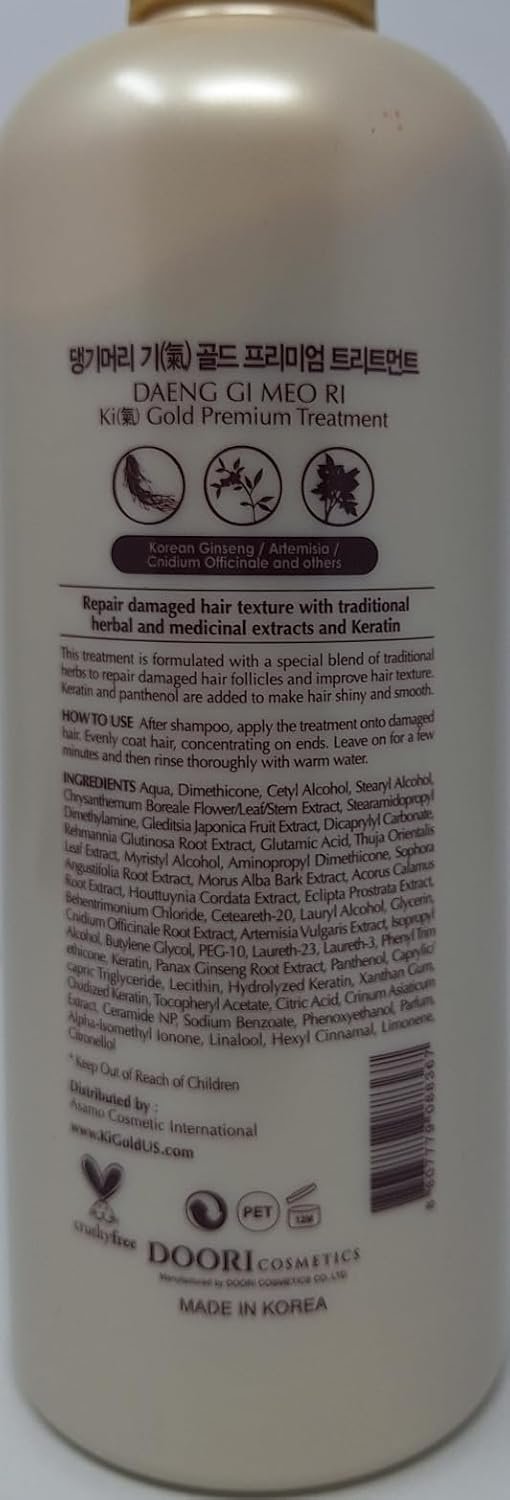 댕기머리 기(氣) 골드 프리미엄 트리트먼트
DAENG GI MEO RI
Ki(氣) Gold Premium Treatment
Korean Ginseng / Artemisia /
Cnidium Officinale and others
Repair damaged hair texture with traditional
herbal and medicinal extracts and Keratin
This treatment is formulated with a special blend of traditional
herbs to repair damaged hair follicles and improve hair texture.
Keratin and panthenol are added to make hair shiny and smooth.
HOW TO USE After shampoo, apply the treatment onto damaged
hair. Evenly coat hair, concentrating on ends. Leave on for a few
minutes and then rinse thoroughly with warm water.
INGREDIENTS Aqua, Dimethicone, Cetyl Alcohol, Stearyl Alcohol,
Chrysanthemum Boreale Flower/Leaf/Stem Extract, Stearamidopropyl
Dimethylamine, Gleditsia Japonica Fruit Extract, Dicaprylyl Carbonate,
Rehmannia Glutinosa Root Extract, Glutamic Acid, Thuja Orientalis
Leaf Extract, Myristyl Alcohol, Aminopropyl Dimethicone, Sophora
Angustifolia Root Extract, Morus Alba Bark Extract, Acorus Calamus
Root Extract, Houttuynia Cordata Extract, Eclipta Prostrata Extract,
Behentrimonium Chloride, Ceteareth-20, Lauryl Alcohol, Glycerin,
Cnidium Officinale Root Extract, Artemisia Vulgaris Extract, Isopropyl
Alcohol, Butylene Glycol, PEG-10, Laureth-23, Laureth-3, Phenyl Trim
ethicone, Keratin, Panax Ginseng Root Extract, Panthenol, Caprylic/
capric Triglyceride, Lecithin, Hydrolyzed Keratin, Xanthan Gum,
Oxidized Keratin, Tocopheryl Acetate, Citric Acid, Crinum Asiaticum
Extract, Ceramide NP, Sodium Benzoate, Phenoxyethanol, Parfum,
Alpha-Isomethyl Ionone, Linalool, Hexyl Cinnamal, Limonene,
Citronellol
* Keep Out of Reach of Children
Distributed by :
Asamo Cosmetic International
www.KiGoldUS.com
crueltyfree
PET
12M
DOORI COSMETICS
Manufactured by DOORI COSMETICS CO., LTD.
MADE IN KOREA